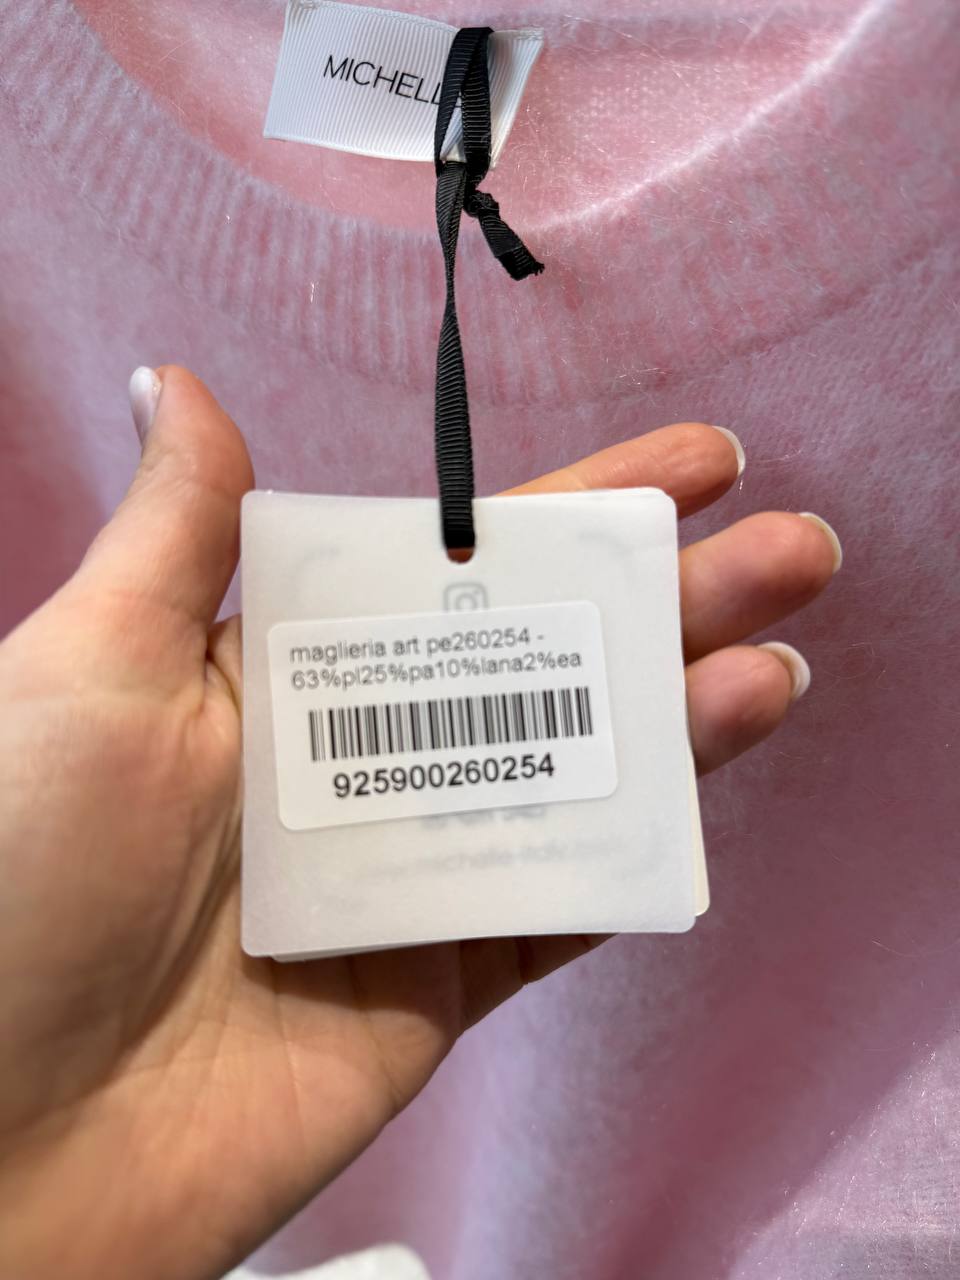 MICHELL
maglieria art pe260254 -
63%pl25%pa10%lana2%ea
925900260254